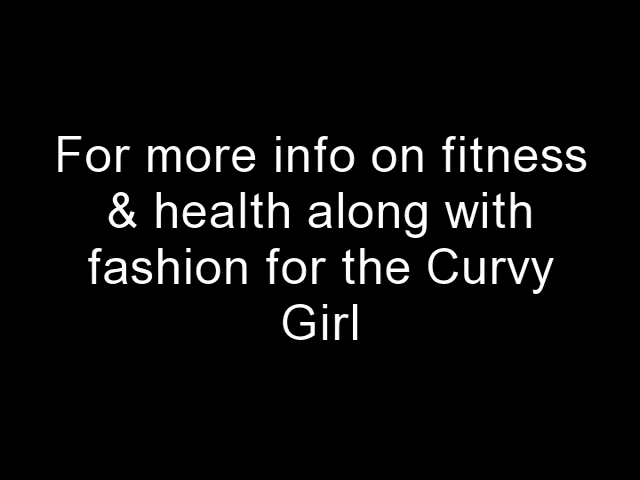 For more info on fitness
& health along with
fashion for the Curvy
Girl